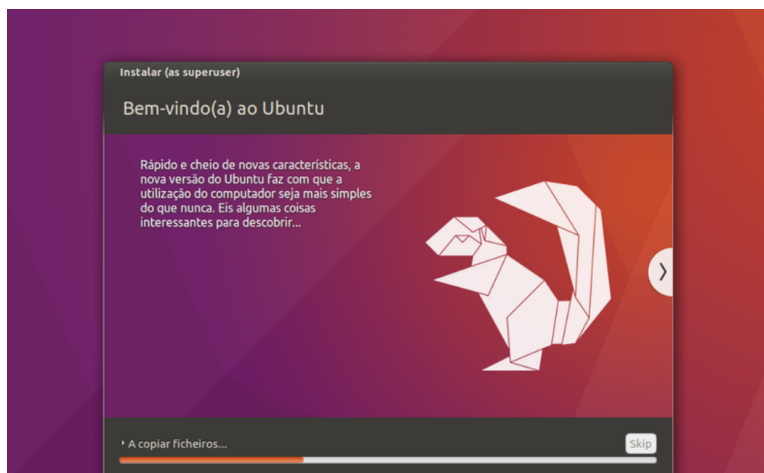 Instalar (as superuser)
Bem-vindo(a) ao Ubuntu
Rápido e cheio de novas características, a
nova versão do Ubuntu faz com que a
utilização do computador seja mais simples
do que nunca. Eis algumas coisas
interessantes para descobrir...
A copiar ficheiros...
Skip